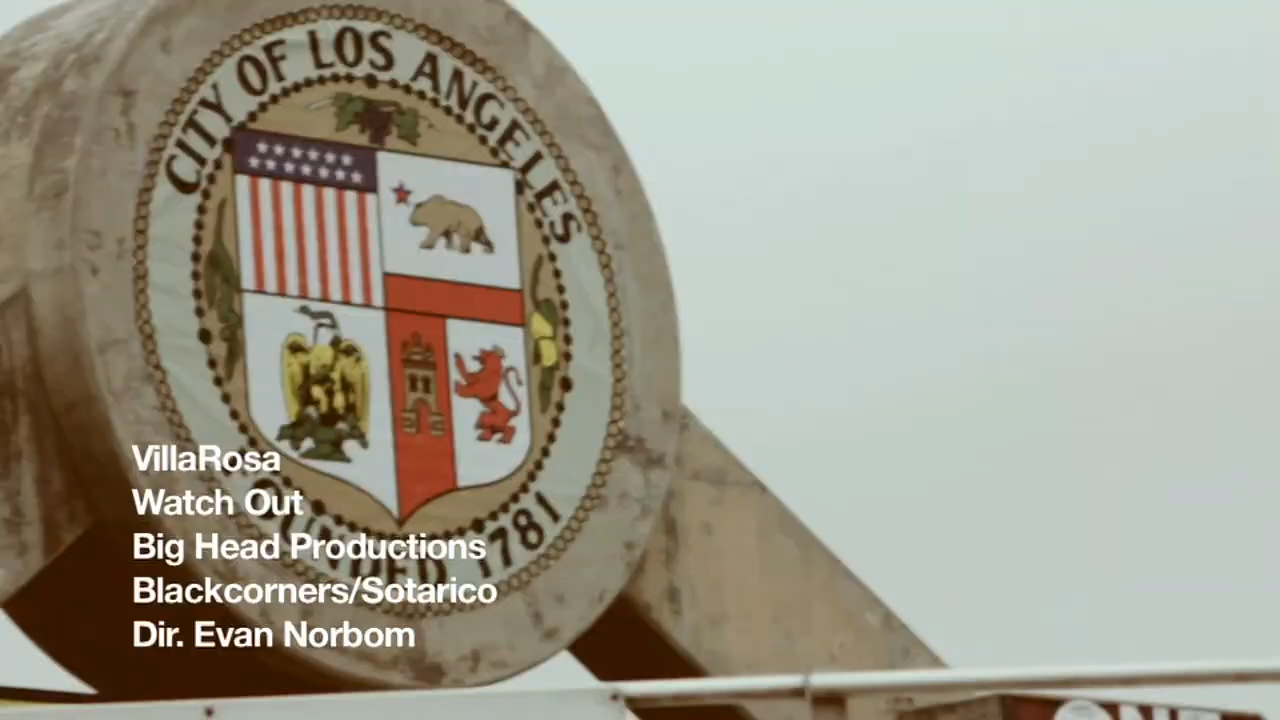 CITY OF LOS ANGELES
FOUNDED 1781
VillaRosa
Watch Out
Big Head Productions
Blackcorners/Sotarico
Dir. Evan Norbom